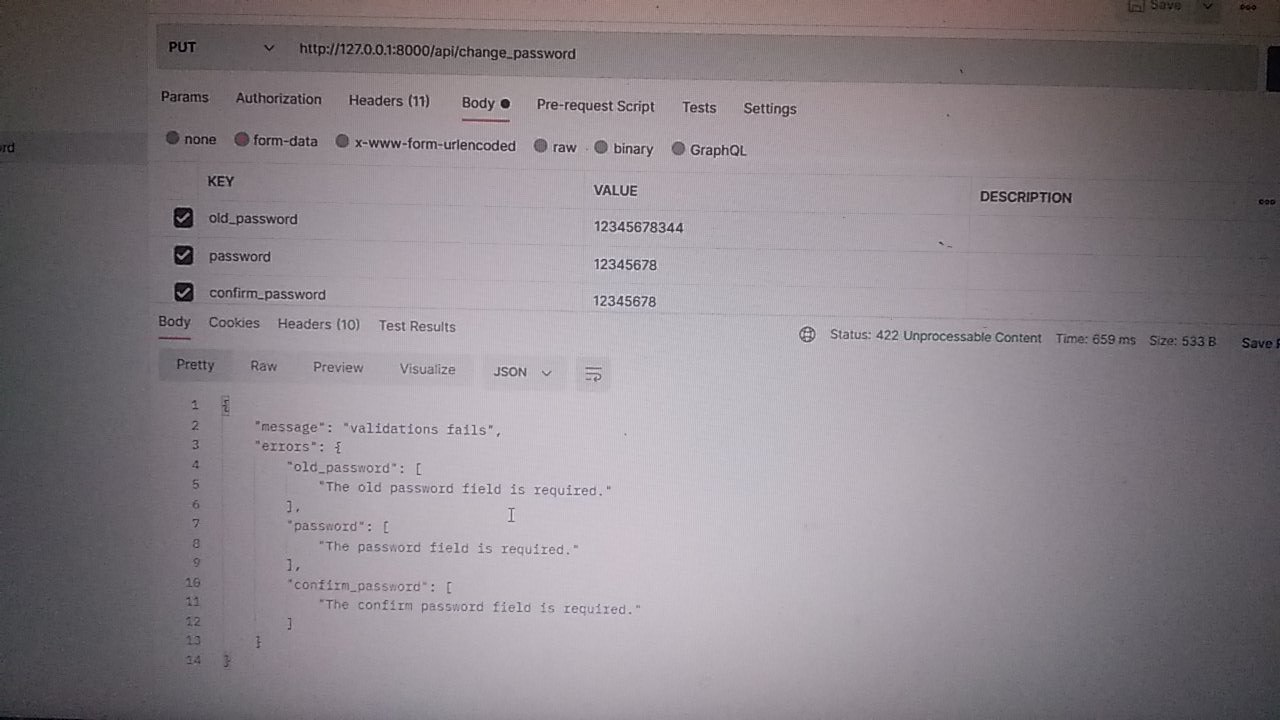 Save
PUT http://127.0.0.1:8000/api/change_password
Params Authorization Headers (11) Body Pre-request Script Tests Settings
none form-data x-www-form-urlencoded raw binary GraphQL
KEY VALUE DESCRIPTION
old_password 12345678344
password 12345678
confirm_password 12345678
Body Cookies Headers (10) Test Results Status: 422 Unprocessable Content Time: 659 ms Size: 533 B Save
Pretty Raw Preview Visualize JSON
1 {
2 "message": "validations fails",
3 "errors": {
4 "old_password": [
5 "The old password field is required."
6 ],
7 "password": [
8 "The password field is required."
9 ],
10 "confirm_password": [
11 "The confirm password field is required."
12 ]
13 }
14 }